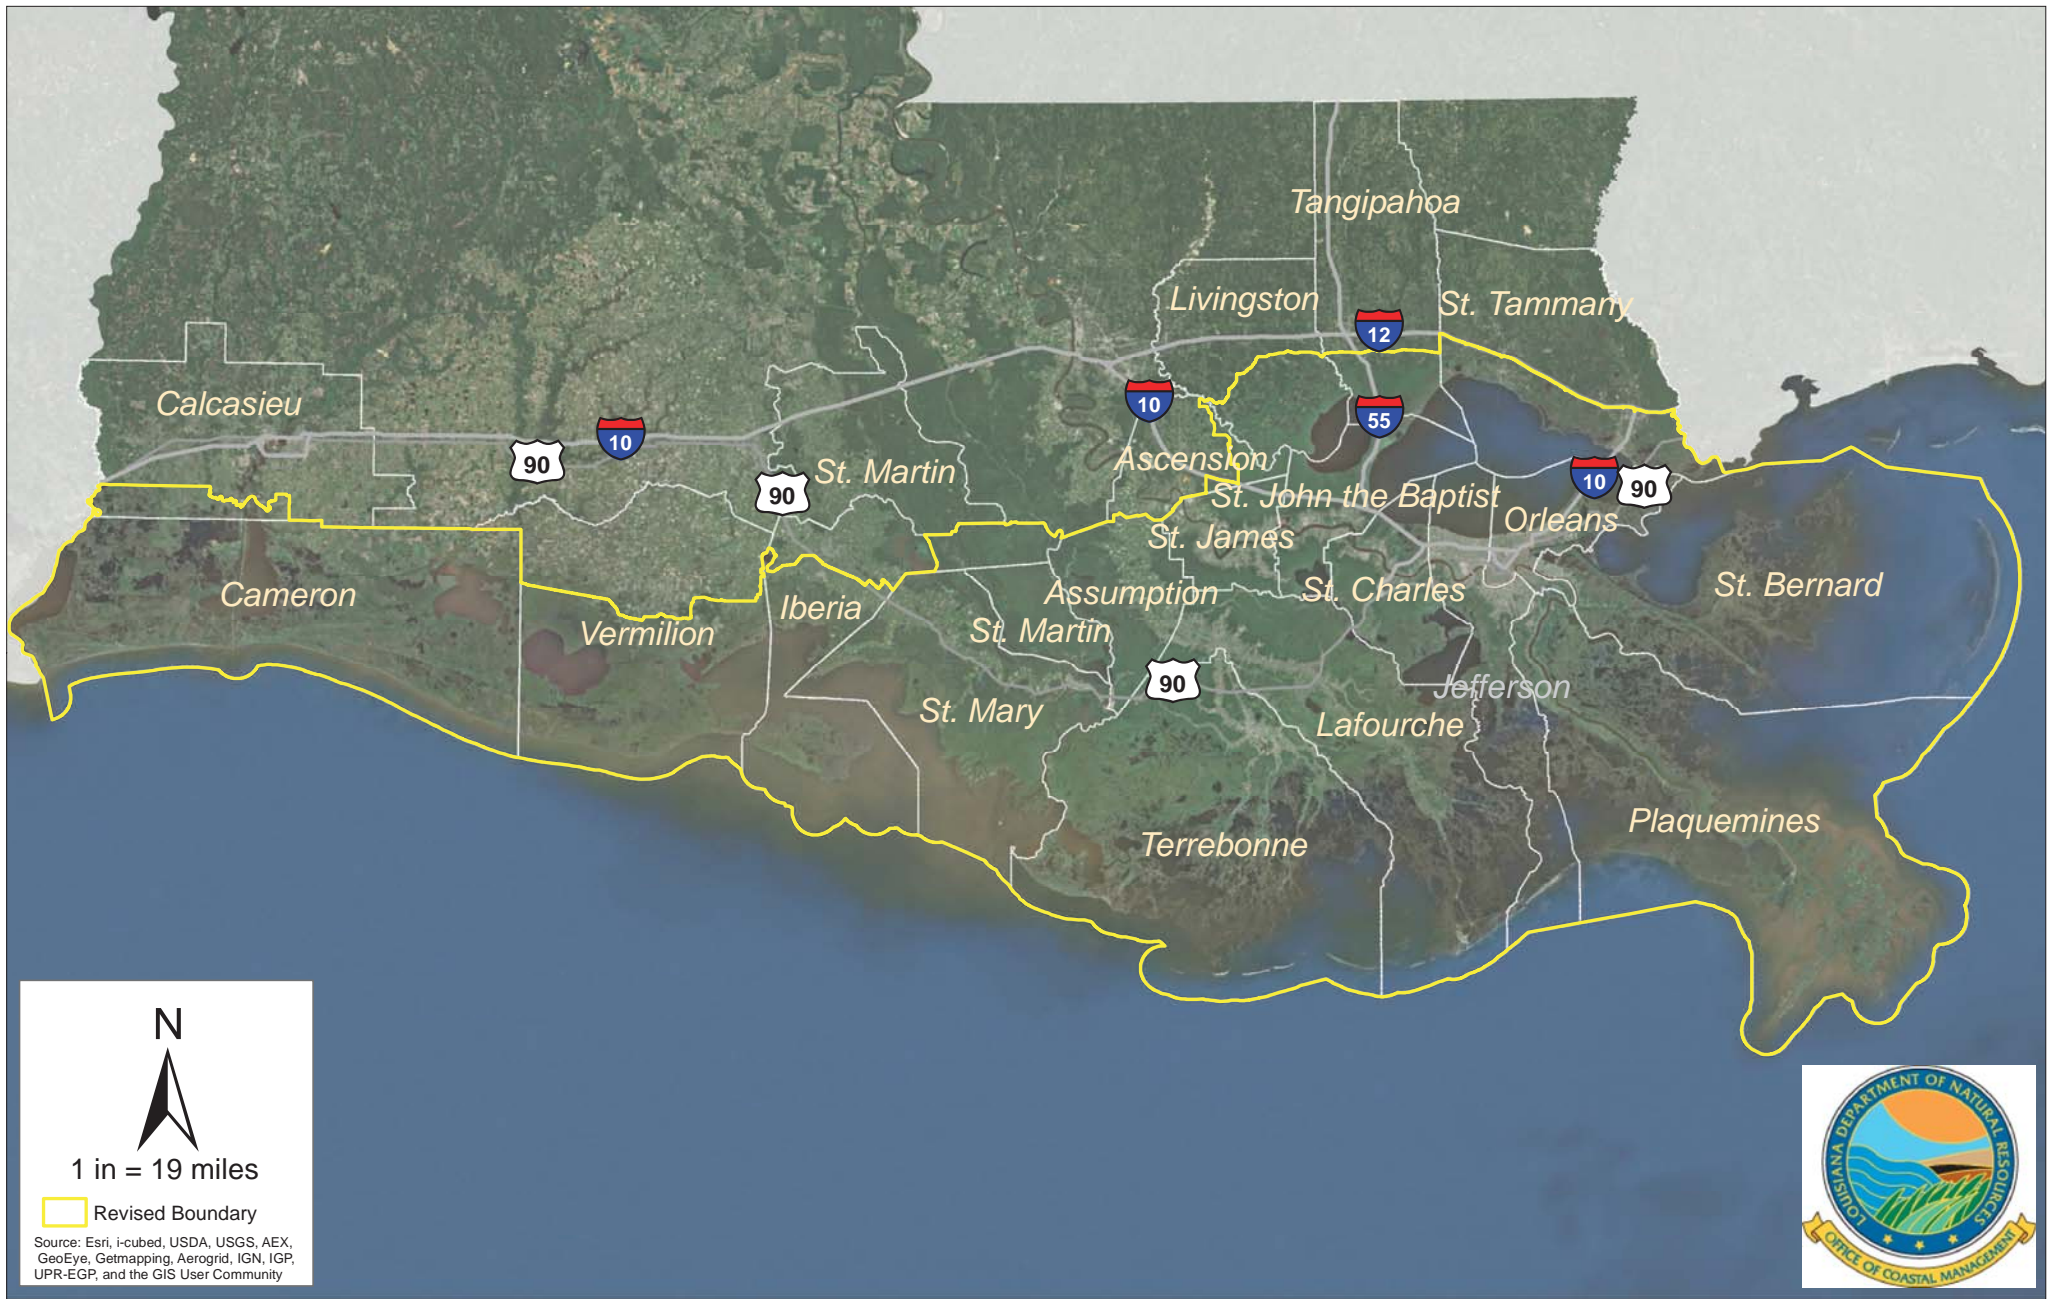 Tangipahoa
Livingston
St. Tammany
12
Calcasieu
10
55
10
90
St. Martin
Ascension
90
10
90
St. John the Baptist
Orleans
St. James
Cameron
Iberia
Assumption
St. Charles
St. Bernard
Vermilion
St. Martin
90
Jefferson
St. Mary
Lafourche
Plaquemines
Terrebonne
N
1 in = 19 miles
Revised Boundary
Source: Esri, i-cubed, USDA, USGS, AEX,
GeoEye, Getmapping, Aerogrid, IGN, IGP,
UPR-EGP, and the GIS User Community
LOUISIANA DEPARTMENT OF NATURAL RESOURCES
OFFICE OF COASTAL MANAGEMENT